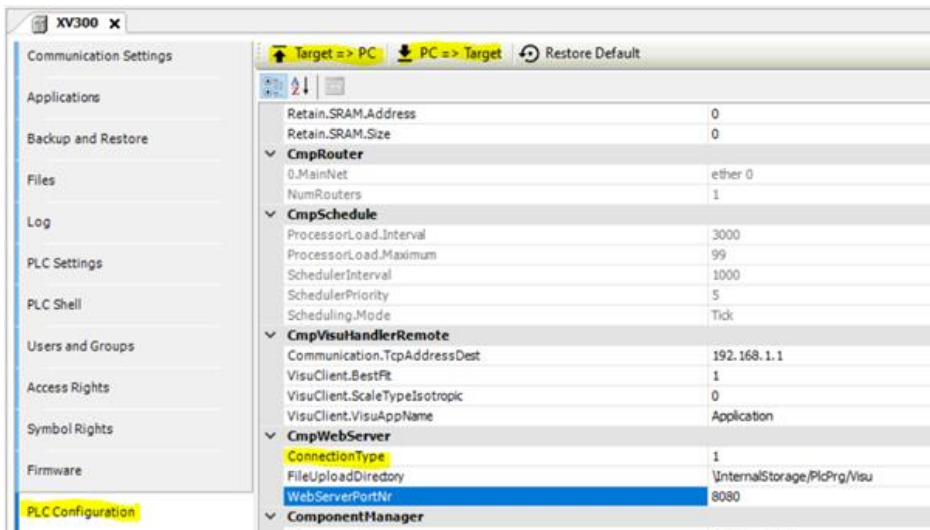 XV300 X
Communication Settings
Applications
Backup and Restore
Files
Log
PLC Settings
PLC Shell
Users and Groups
Access Rights
Symbol Rights
Firmware
PLC Configuration
Target => PC PC => Target Restore Default
Retain.SRAM.Address 0
Retain.SRAM.Size 0
CmpRouter
0.MainNet ether 0
NumRouters 1
CmpSchedule
ProcessorLoad.Interval 3000
ProcessorLoad.Maximum 99
SchedulerInterval 1000
SchedulerPriority 5
Scheduling.Mode Tick
CmpVisuHandlerRemote
Communication.TcpAddressDest 192.168.1.1
VisuClient.BestFit 1
VisuClient.ScaleTypeIsotropic 0
VisuClient.VisuAppName Application
CmpWebServer
ConnectionType 1
FileUploadDirectory \InternalStorage/PlcPrg/Visu
WebServerPortNr 8080
ComponentManager